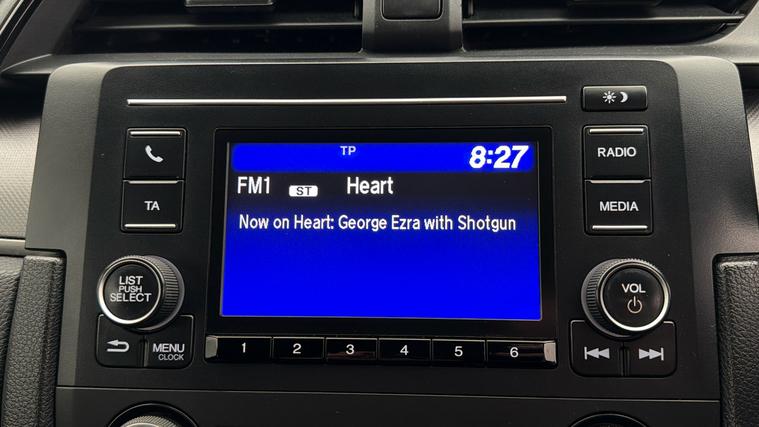 TP 8:27
FM1 ST Heart
Now on Heart: George Ezra with Shotgun
TA
LIST
PUSH
SELECT
MENU
CLOCK
RADIO
MEDIA
VOL
1 2 3 4 5 6